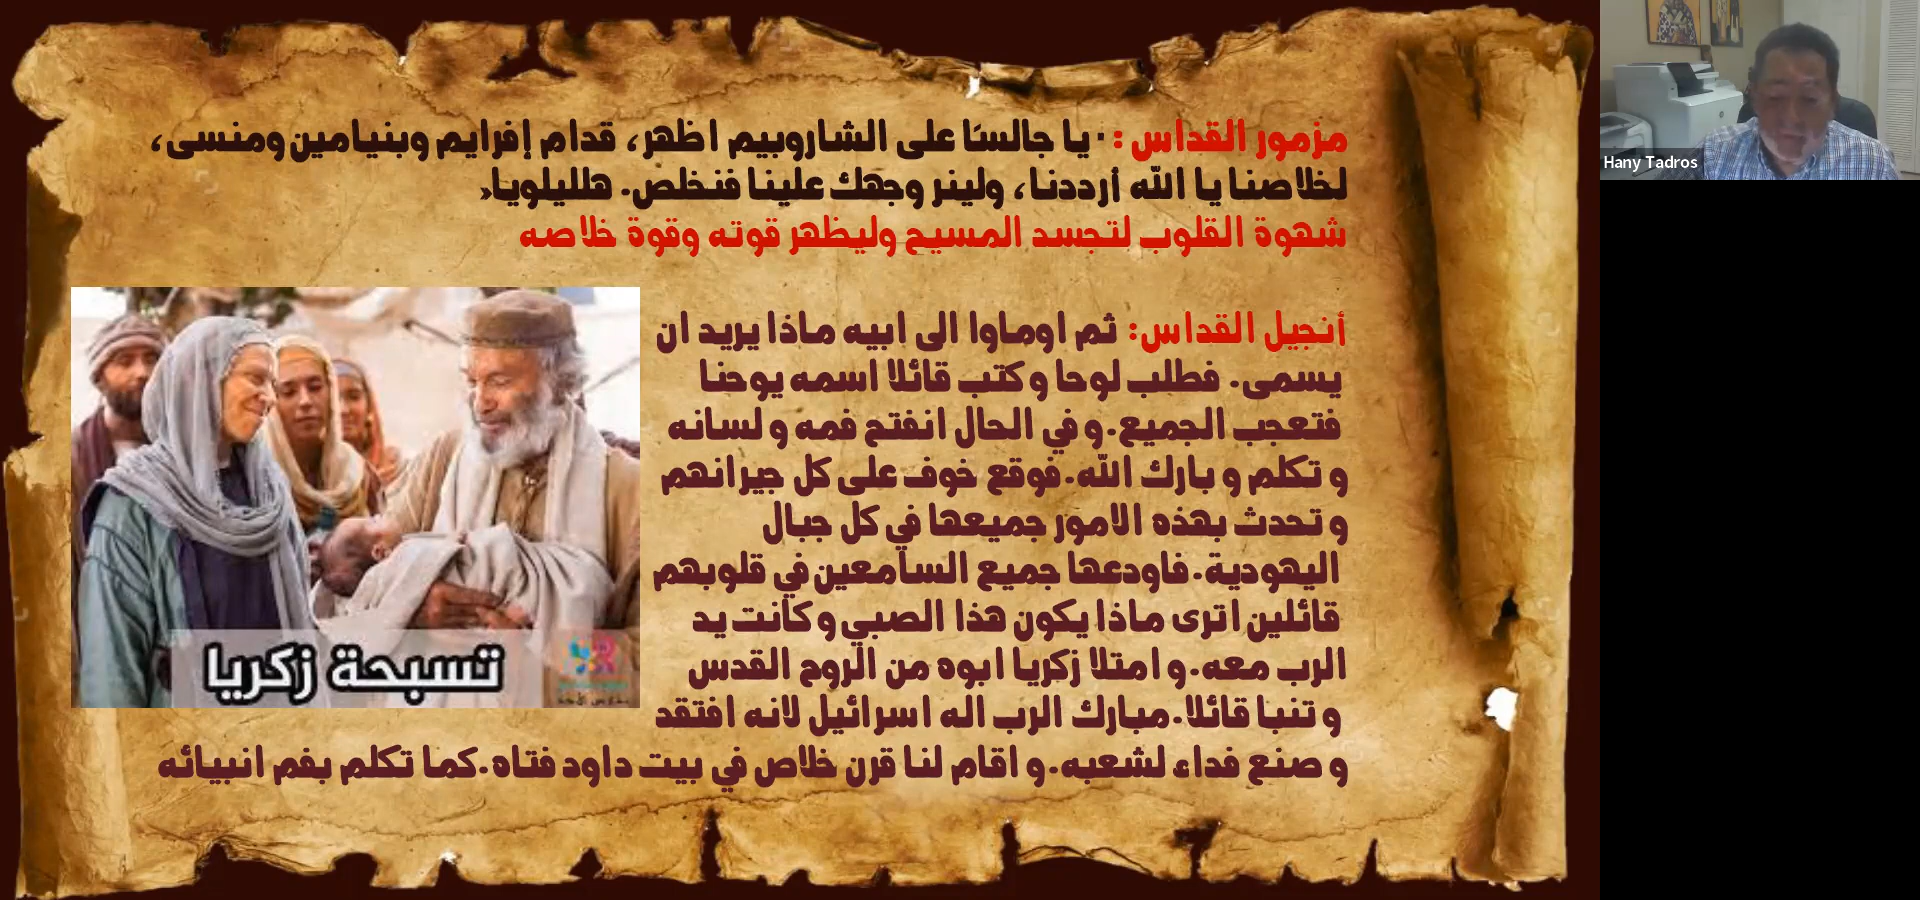 مزمور القداس : · يا جالسًا على الشاروبيم اظهر، قدام إفرايم وبنيامين ومنسى،
لخلاصنا يا الله أرددنا، ولينر وجهك علينا فنخلص. هلليلويا»
شهوة القلوب لتجسد المسيح وليظهر قوته وقوة خلاصه
أنجيل القداس: ثم اوماوا الى ابيه ماذا يريد ان
يسمى. فطلب لوحا و كتب قائلا اسمه يوحنا
فتعجب الجميع.و في الحال انفتح فمه و لسانه
و تكلم و بارك الله.فوقع خوف على كل جيرانهم
و تحدث بهذه الامور جميعها في كل جبال
اليهودية.فاودعها جميع السامعين في قلوبهم
قائلين اترى ماذا يكون هذا الصبي و كانت يد
الرب معه.و امتلا زكريا ابوه من الروح القدس
و تنبا قائلا.مبارك الرب اله اسرائيل لانه افتقد
و صنع فداء لشعبه.و اقام لنا قرن خلاص في بيت داود فتاه.كما تكلم بفم انبيائه
تسبحة زكريا
Hany Tadros